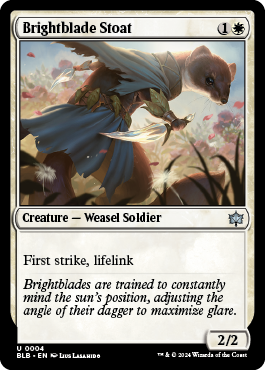 Brightblade Stoat 1
Creature — Weasel Soldier
First strike, lifelink
Brightblades are trained to constantly
mind the sun's position, adjusting the
angle of their dagger to maximize glare.
2/2
U 0004
BLB • EN Lius Lasahido
™ & © 2024 Wizards of the Coast